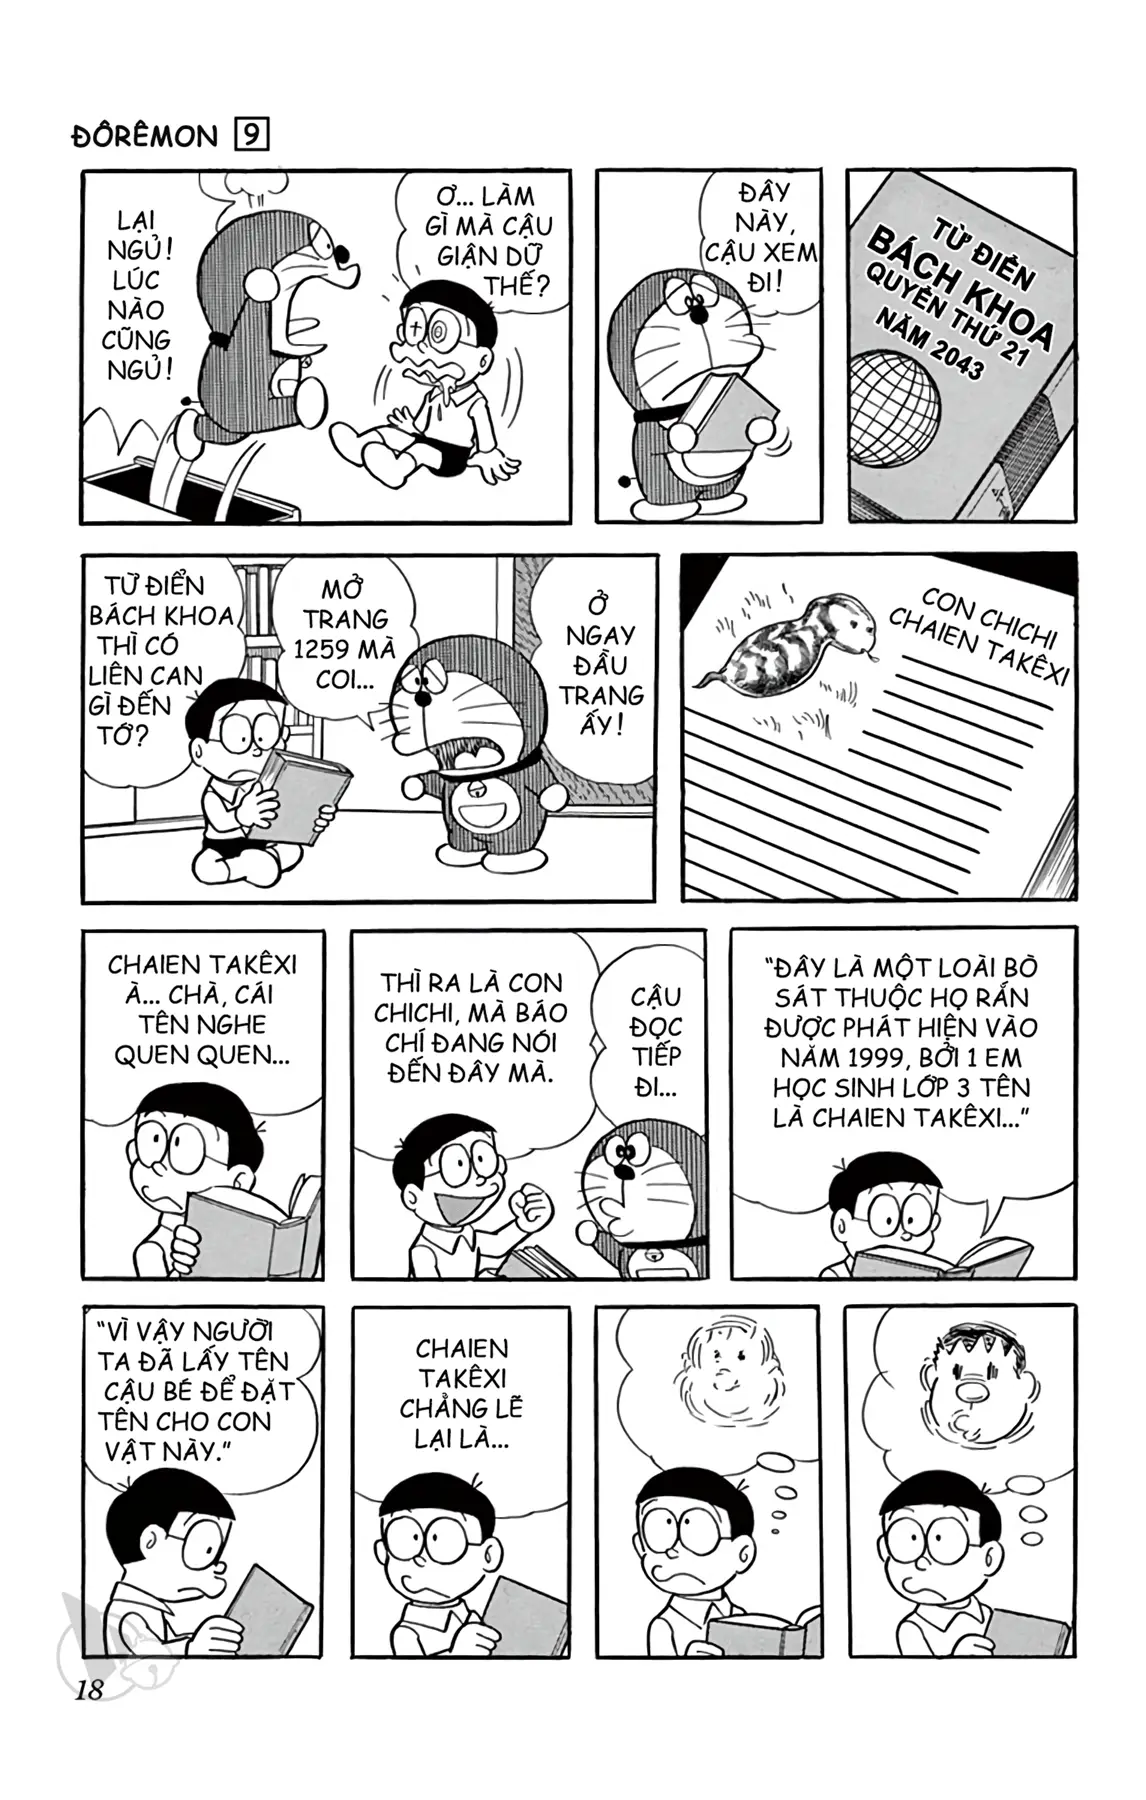 ĐÔRÊMON 9
LẠI
NGỦ!
LÚC
NÀO
CŨNG
NGỦ!
Ơ... LÀM
GÌ MÀ CẬU
GIẬN DỮ
THẾ?
ĐÂY
NÀY,
CẬU XEM
ĐI!
TỪ ĐIỂN
BÁCH KHOA
QUYỂN THỨ 21
NĂM 2043
TỪ ĐIỂN
BÁCH KHOA
THÌ CÓ
LIÊN CAN
GÌ ĐẾN
TỚ?
MỞ
TRANG
1259 MÀ
COI...
Ở
NGAY
ĐẦU
TRANG
ẤY!
CON CHICHI
CHAIEN TAKÊXI
CHAIEN TAKÊXI
À... CHÀ, CÁI
TÊN NGHE
QUEN QUEN...
THÌ RA LÀ CON
CHICHI, MÀ BÁO
CHÍ ĐANG NÓI
ĐẾN ĐÂY MÀ.
CẬU
ĐỌC
TIẾP
ĐI...
“ĐÂY LÀ MỘT LOÀI BÒ
SÁT THUỘC HỌ RẮN
ĐƯỢC PHÁT HIỆN VÀO
NĂM 1999, BỞI 1 EM
HỌC SINH LỚP 3 TÊN
LÀ CHAIEN TAKÊXI...”
“VÌ VẬY NGƯỜI
TA ĐÃ LẤY TÊN
CẬU BÉ ĐỂ ĐẶT
TÊN CHO CON
VẬT NÀY.”
CHAIEN
TAKÊXI
CHẲNG LẼ
LẠI LÀ...
18